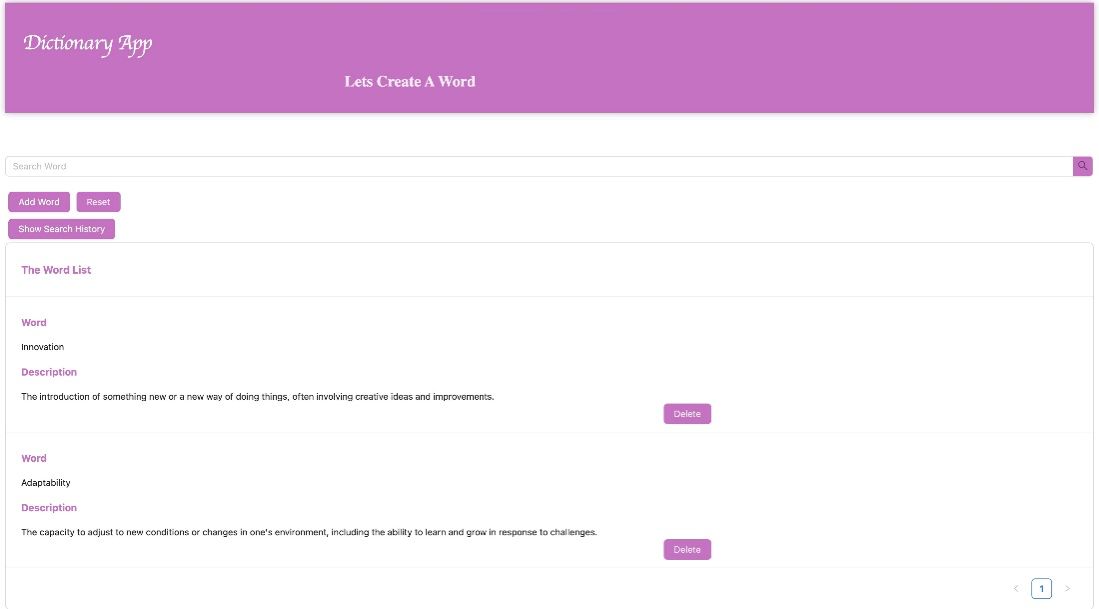 Dictionary App
Lets Create A Word
Search Word
Add Word
Reset
Show Search History
The Word List
Word
Innovation
Description
The introduction of something new or a new way of doing things, often involving creative ideas and improvements.
Delete
Word
Adaptability
Description
The capacity to adjust to new conditions or changes in one's environment, including the ability to learn and grow in response to challenges.
Delete
< 1 >